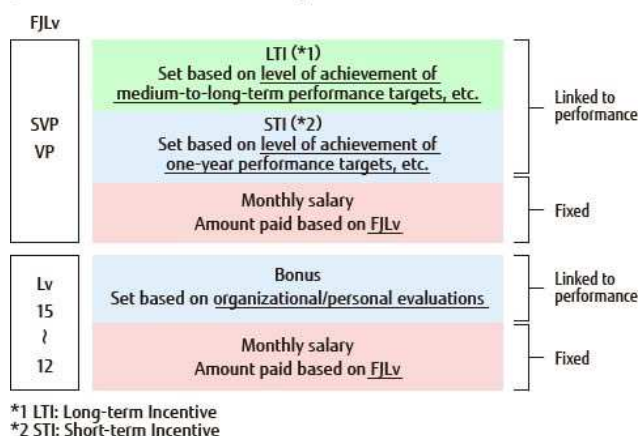 FJLv
SVP
VP
LTI (*1)
Set based on level of achievement of
medium-to-long-term performance targets, etc.
STI (*2)
Set based on level of achievement of
one-year performance targets, etc.
Linked to
performance
Monthly salary
Amount paid based on FJLv
Fixed
Lv
15
~
12
Bonus
Set based on organizational/personal evaluations
Linked to
performance
Monthly salary
Amount paid based on FJLv
Fixed
*1 LTI: Long-term Incentive
*2 STI: Short-term Incentive